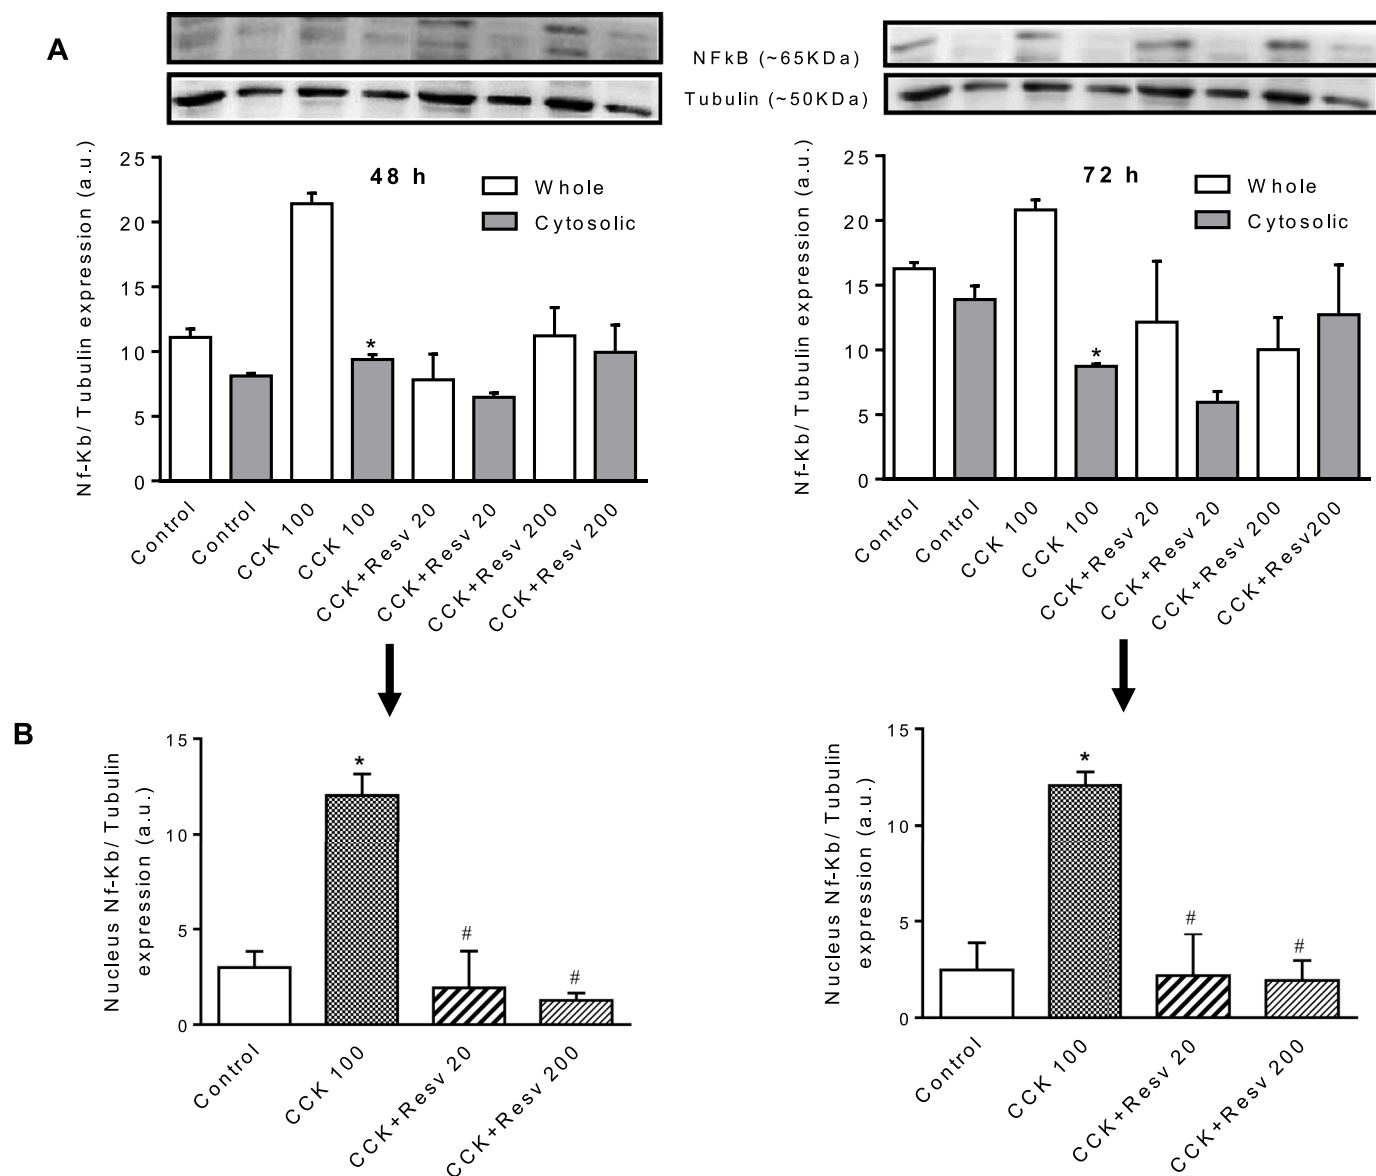 A
NFkB (~65KDa)
Tubulin (~50KDa)
Nf-Kb/ Tubulin expression (a.u.)
25
20
15
10
5
0
48 h
Whole
Cytosolic
*
Control
Control
CCK 100
CCK 100
CCK+Resv 20
CCK+Resv 20
CCK+Resv 200
CCK+Resv 200
Nf-Kb/ Tubulin expression (a.u.)
25
20
15
10
5
0
72 h
Whole
Cytosolic
*
Control
Control
CCK 100
CCK 100
CCK+Resv 20
CCK+Resv 20
CCK+Resv 200
CCK+Resv200
B
Nucleus Nf-Kb/ Tubulin
expression (a.u.)
15
10
5
0
*
#
#
Control
CCK 100
CCK+Resv 20
CCK+Resv 200
Nucleus Nf-Kb/ Tubulin
expression (a.u.)
15
10
5
0
*
#
#
Control
CCK 100
CCK+Resv 20
CCK+Resv 200